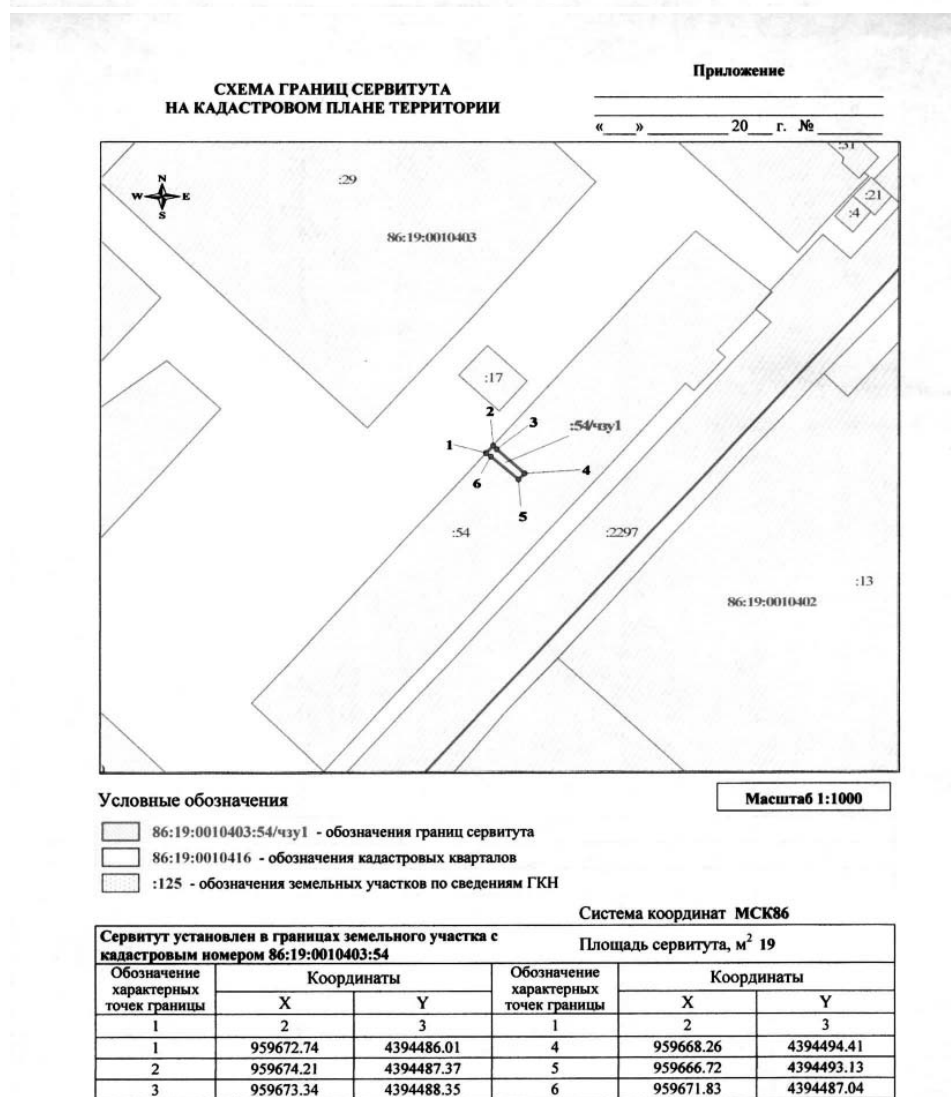 Приложение
СХЕМА ГРАНИЦ СЕРВИТУТА
НА КАДАСТРОВОМ ПЛАНЕ ТЕРРИТОРИИ
«____» __________ 20___ г. № ________
:31
N
W E
S
:29
:21
:4
86:19:0010403
:17
2
3
:54/чзу1
1
4
6
5
:54
:2297
:13
86:19:0010402
Условные обозначения
Масштаб 1:1000
86:19:0010403:54/чзу1 - обозначения границ сервитута
86:19:0010416 - обозначения кадастровых кварталов
:125 - обозначения земельных участков по сведениям ГКН
Система координат МСК86
Сервитут установлен в границах земельного участка с
кадастровым номером 86:19:0010403:54
Площадь сервитута, м² 19
Обозначение характерных точек границы Координаты Обозначение характерных точек границы Координаты
X Y X Y
1 2 3 1 2 3
1 959672.74 4394486.01 4 959668.26 4394494.41
2 959674.21 4394487.37 5 959666.72 4394493.13
3 959673.34 4394488.35 6 959671.83 4394487.04